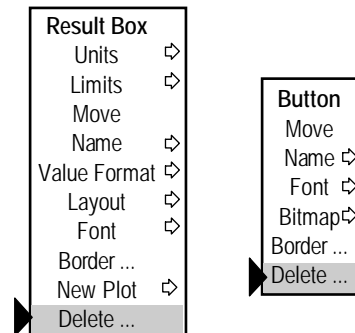 Result Box
Units
Limits
Move
Name
Value Format
Layout
Font
Border ...
New Plot
Delete ...
Button
Move
Name
Font
Bitmap
Border ...
Delete ...